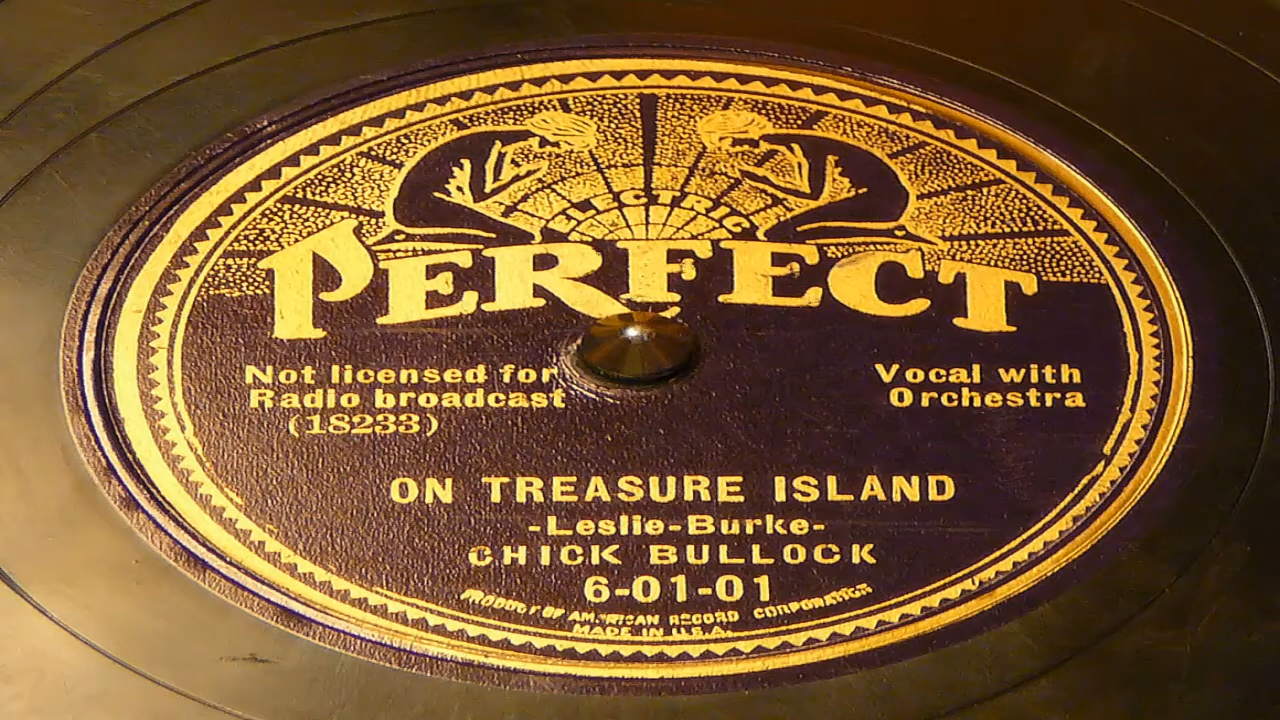 ELECTRIC
PERFECT
Not licensed for
Radio broadcast
(18233)
Vocal with
Orchestra
ON TREASURE ISLAND
-Leslie-Burke-
CHICK BULLOCK
6-01-01
PRODUCT OF AMERICAN RECORD CORPORATION
MADE IN U.S.A.